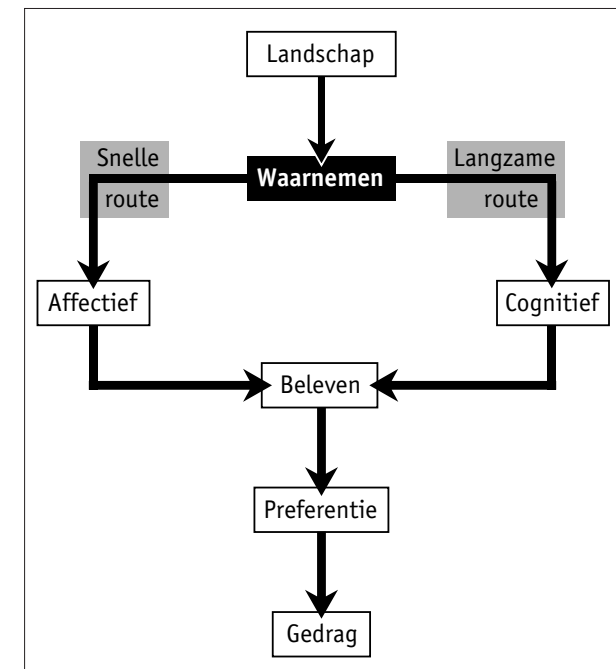 Landschap
Snelle
route
Waarnemen
Langzame
route
Affectief
Cognitief
Beleven
Preferentie
Gedrag